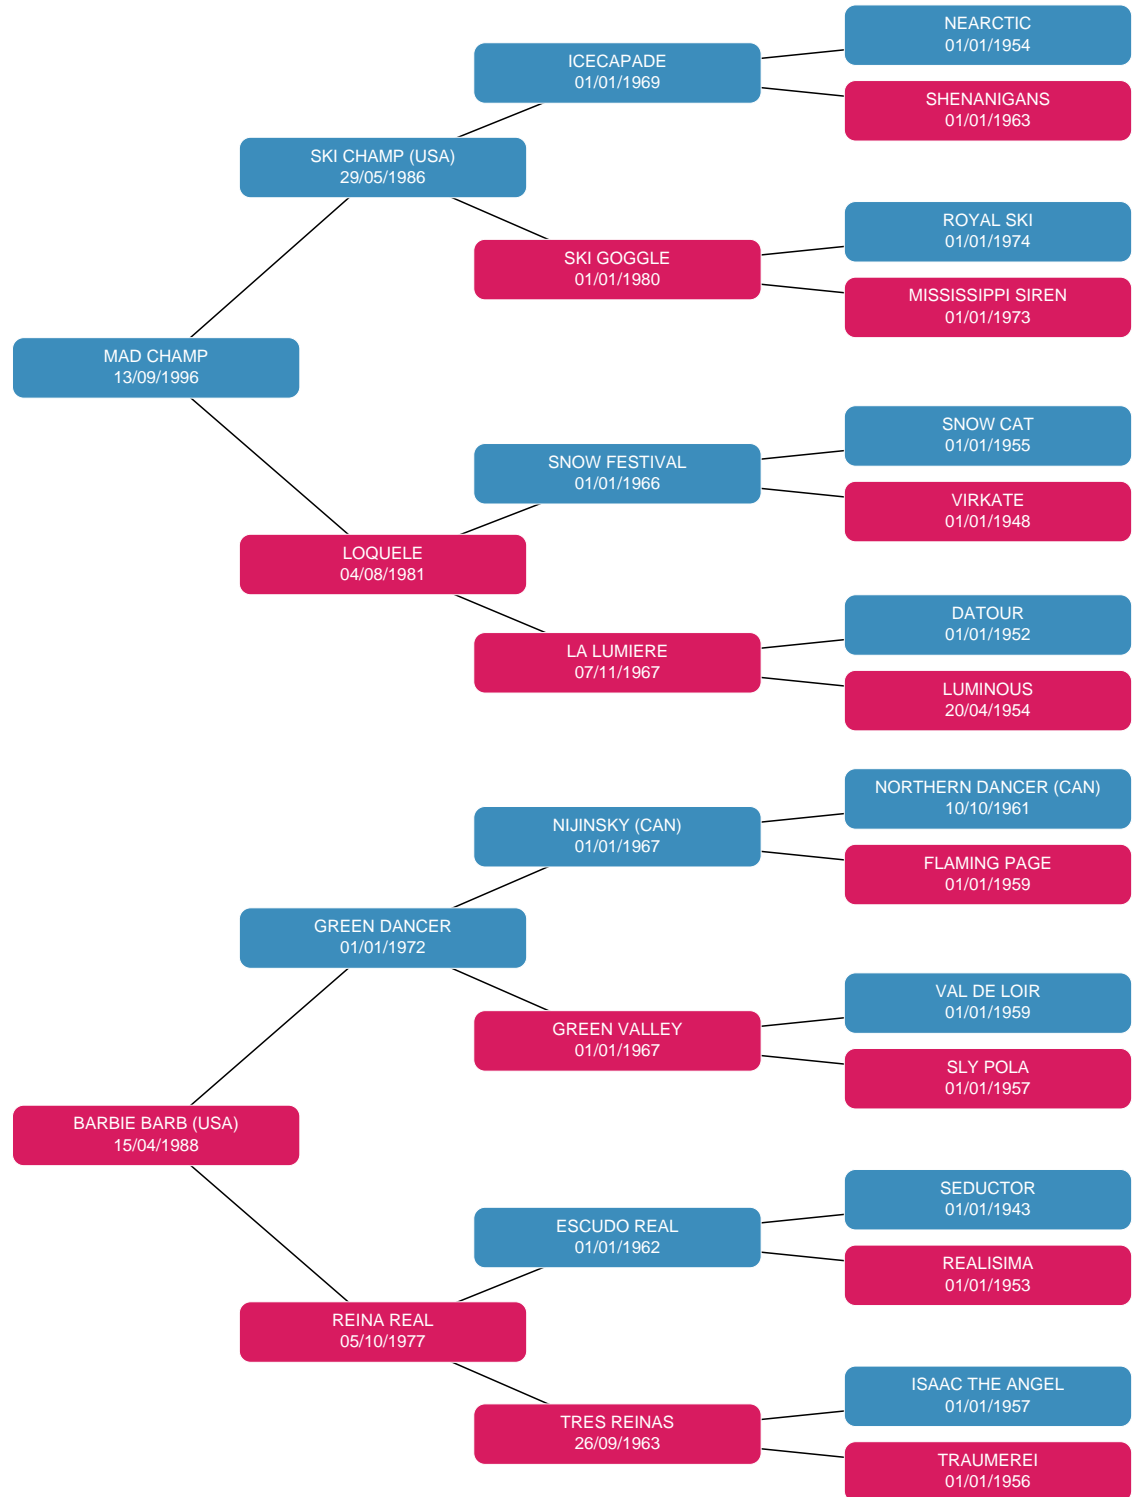 NEARCTIC
01/01/1954
ICECAPADE
01/01/1969
SHENANIGANS
01/01/1963
SKI CHAMP (USA)
29/05/1986
ROYAL SKI
01/01/1974
SKI GOGGLE
01/01/1980
MISSISSIPPI SIREN
01/01/1973
MAD CHAMP
13/09/1996
SNOW CAT
01/01/1955
SNOW FESTIVAL
01/01/1966
VIRKATE
01/01/1948
LOQUELE
04/08/1981
DATOUR
01/01/1952
LA LUMIERE
07/11/1967
LUMINOUS
20/04/1954
NORTHERN DANCER (CAN)
10/10/1961
NIJINSKY (CAN)
01/01/1967
FLAMING PAGE
01/01/1959
GREEN DANCER
01/01/1972
VAL DE LOIR
01/01/1959
GREEN VALLEY
01/01/1967
SLY POLA
01/01/1957
BARBIE BARB (USA)
15/04/1988
SEDUCTOR
01/01/1943
ESCUDO REAL
01/01/1962
REALISIMA
01/01/1953
REINA REAL
05/10/1977
ISAAC THE ANGEL
01/01/1957
TRES REINAS
26/09/1963
TRAUMEREI
01/01/1956